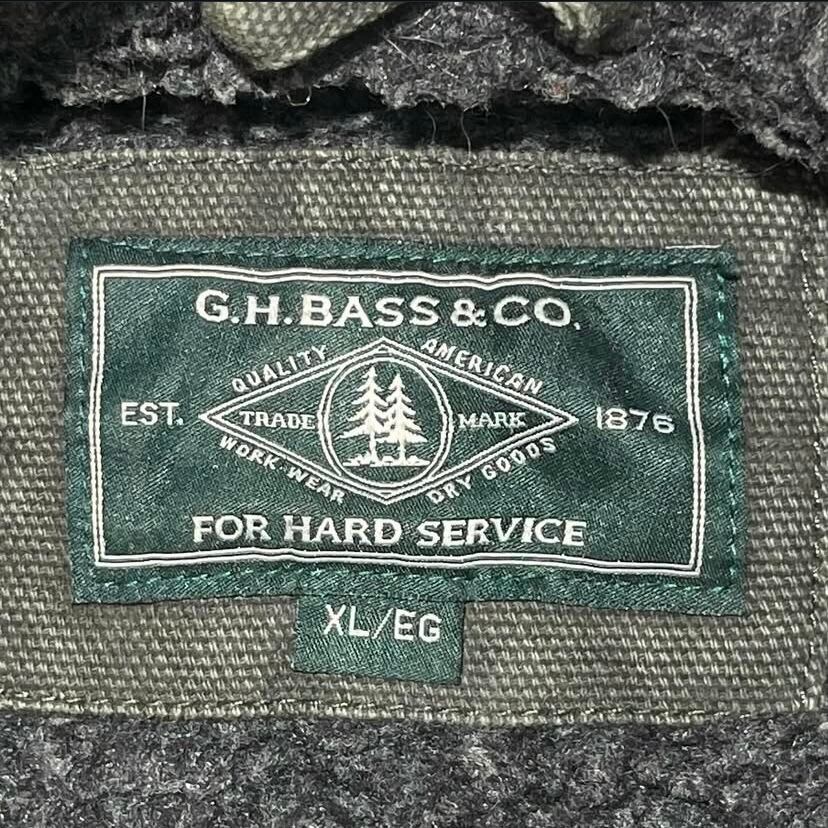 G.H.BASS & CO.
QUALITY AMERICAN
EST. TRADE MARK 1876
WORK-WEAR DRY GOODS
FOR HARD SERVICE
XL/EG